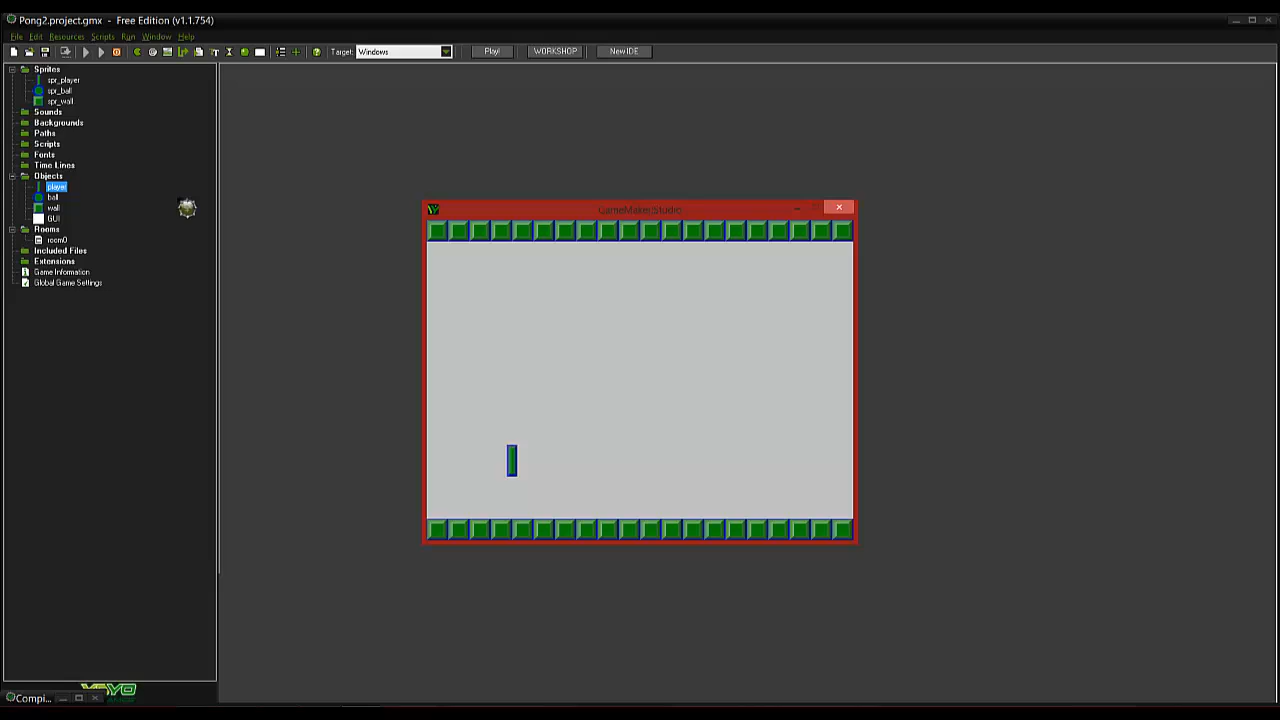 Pong2.project.gmx - Free Edition (v1.1.754)
File Edit Resources Scripts Run Window Help
Target: Windows Play! WORKSHOP New IDE
Sprites
spr_player
spr_ball
spr_wall
Sounds
Backgrounds
Paths
Scripts
Fonts
Time Lines
Objects
player
ball
wall
GUI
Rooms
room0
Included Files
Extensions
Game Information
Global Game Settings
GameMaker:Studio
YOYO
Compi...